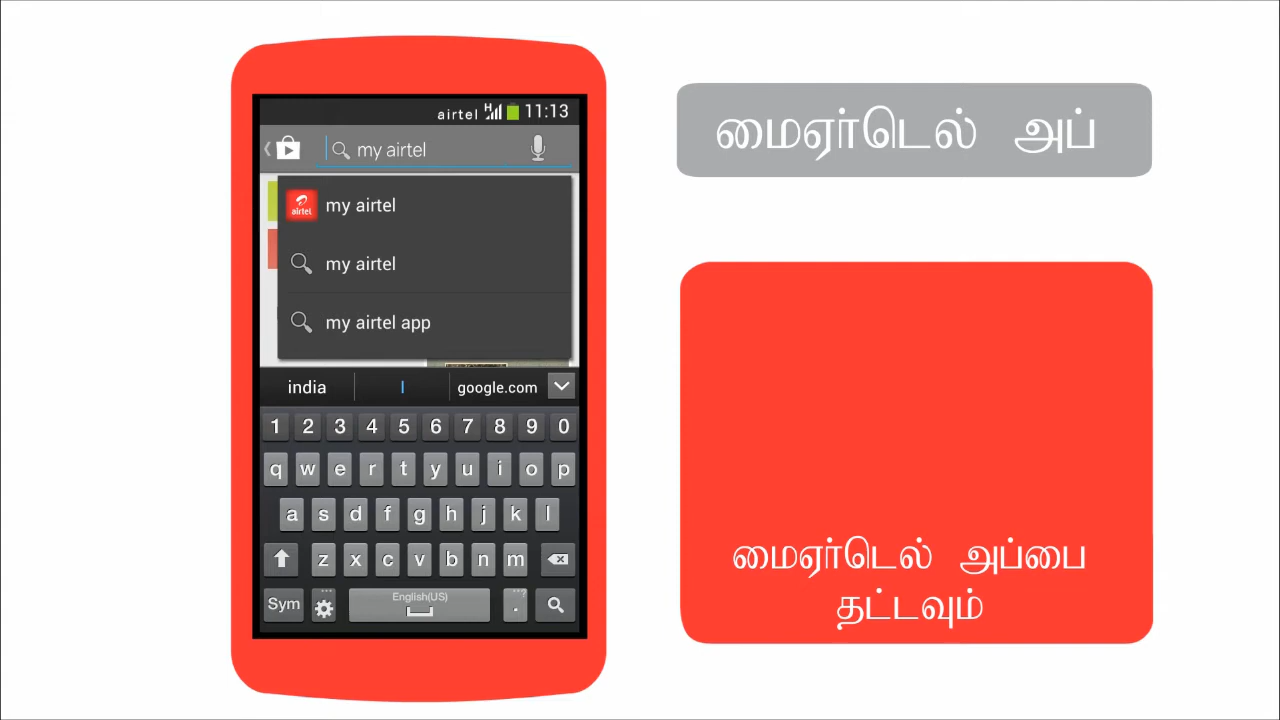 airtel H 11:13
my airtel
airtel my airtel
my airtel
my airtel app
india I google.com
1 2 3 4 5 6 7 8 9 0
q w e r t y u i o p
a s d f g h j k l
z x c v b n m
Sym English(US) . ... ...?
மைஏர்டெல் அப்
மைஏர்டெல் அப்பை
தட்டவும்